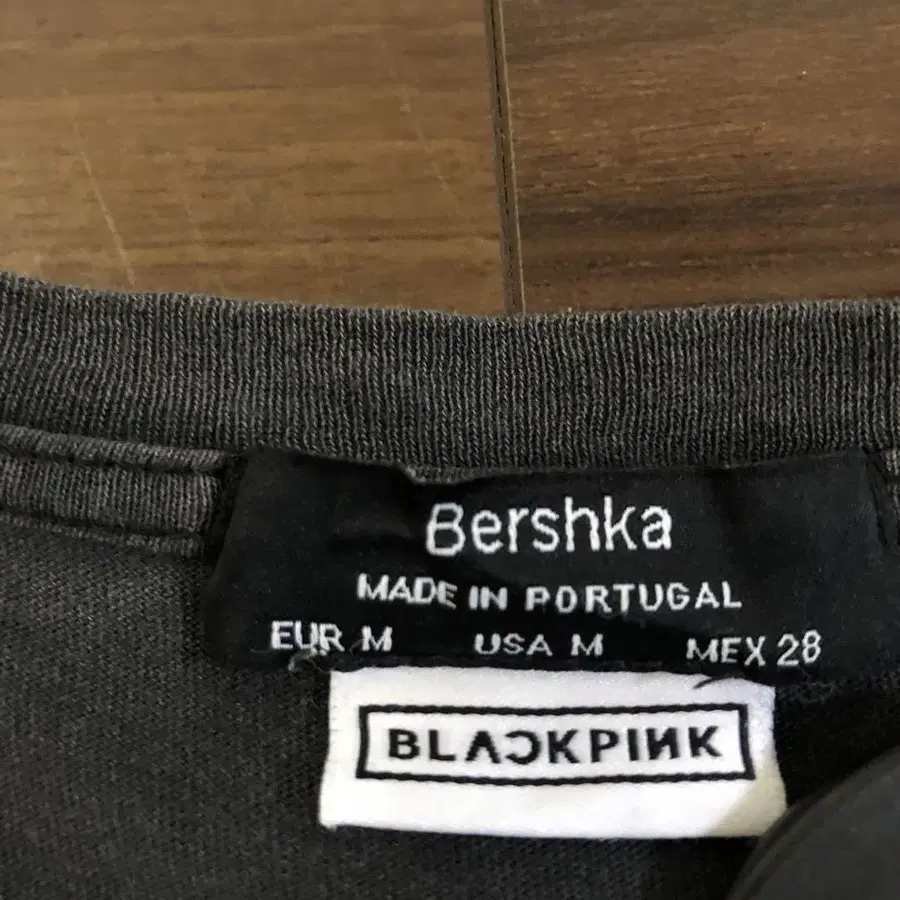 Bershka
MADE IN PORTUGAL
EUR M USA M MEX 28
BLACKPINK